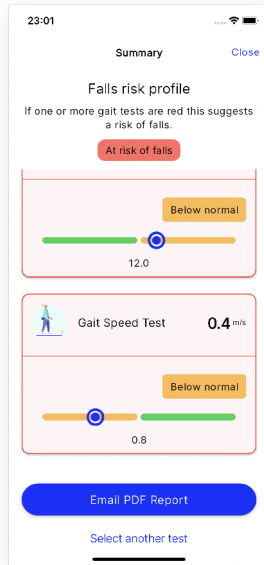 23:01
Summary
Close
Falls risk profile
If one or more gait tests are red this suggests
a risk of falls.
At risk of falls
Below normal
12.0
Gait Speed Test
0.4 m/s
Below normal
0.8
Email PDF Report
Select another test